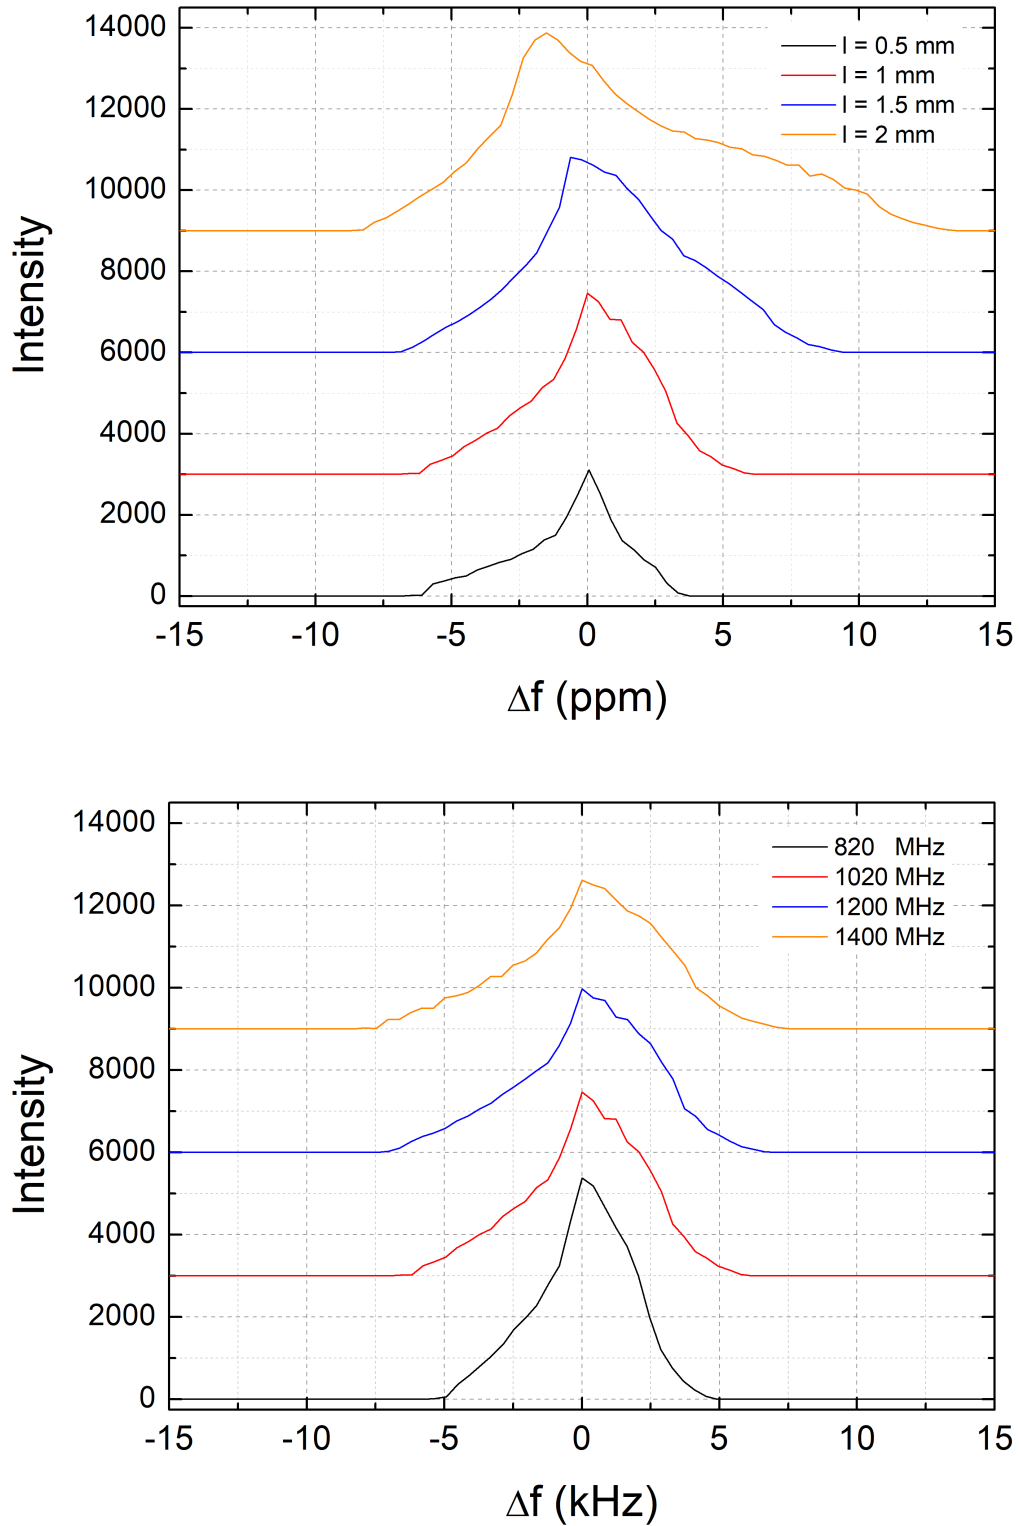 14000
12000
10000
8000
6000
4000
2000
0
Intensity
l = 0.5 mm
l = 1 mm
l = 1.5 mm
l = 2 mm
-15 -10 -5 0 5 10 15
Δf (ppm)
14000
12000
10000
8000
6000
4000
2000
0
Intensity
820 MHz
1020 MHz
1200 MHz
1400 MHz
-15 -10 -5 0 5 10 15
Δf (kHz)